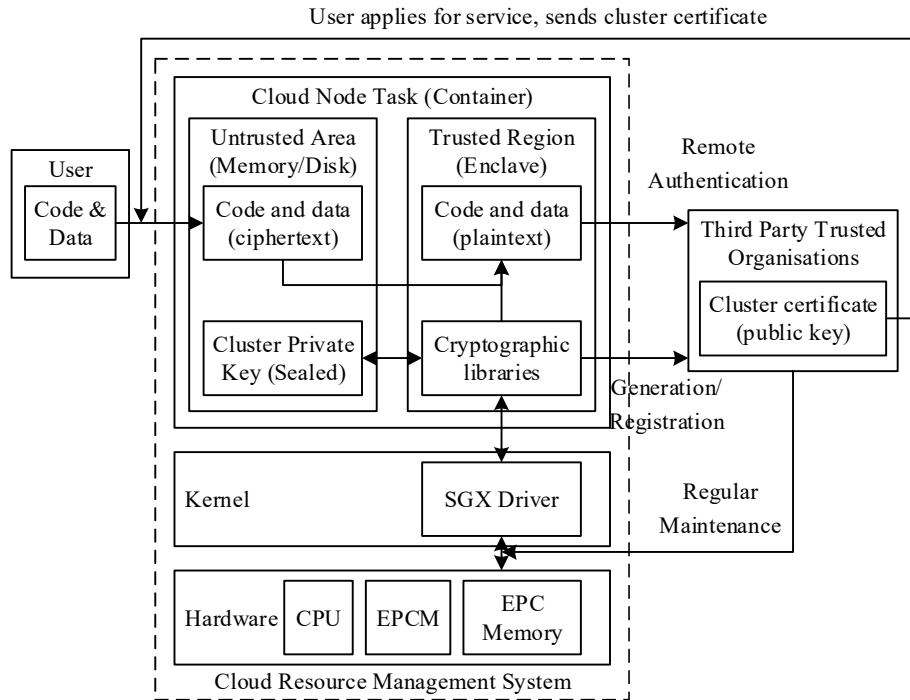 User applies for service, sends cluster certificate
Cloud Node Task (Container)
User
Code &
Data
Untrusted Area
(Memory/Disk)
Code and data
(ciphertext)
Cluster Private
Key (Sealed)
Trusted Region
(Enclave)
Code and data
(plaintext)
Cryptographic
libraries
Remote
Authentication
Third Party Trusted
Organisations
Cluster certificate
(public key)
Generation/
Registration
Kernel
SGX Driver
Regular
Maintenance
Hardware
CPU
EPCM
EPC
Memory
Cloud Resource Management System